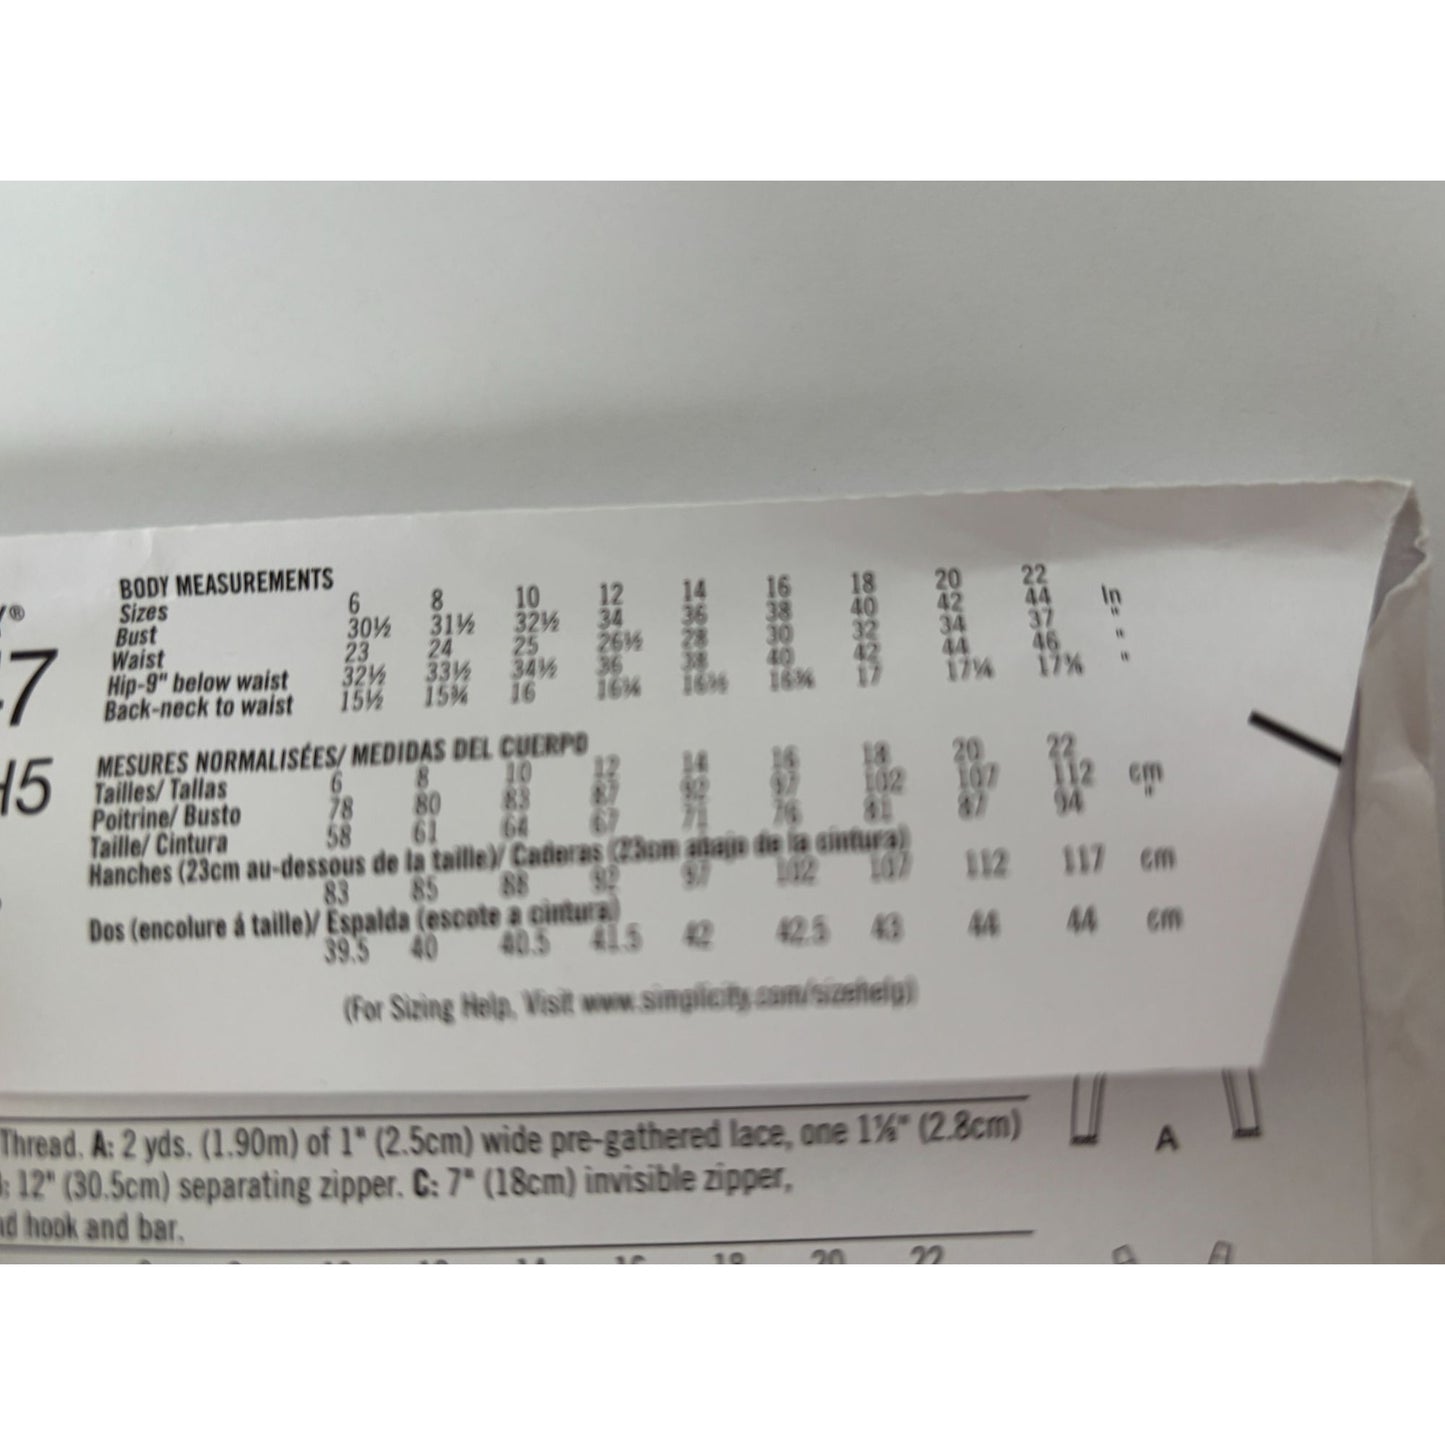 BODY MEASUREMENTS
Sizes 6 8 10 12 14 16 18 20 22 In
Bust 30½ 31½ 32½ 34 36 38 40 42 44 "
Waist 23 24 25 26½ 28 30 32 34 37 "
Hip-9" below waist 32½ 33½ 34½ 36 38 40 42 44 46 "
Back-neck to waist 15½ 15¾ 16 16¼ 16½ 16¾ 17 17¼
MESURES NORMALISÉES/ MEDIDAS DEL CUERPO
Tailles/ Tallas 6 8 10 12 14 16 18 20 22
Poitrine/ Busto 78 80 83 87 92 97 102 107 112 cm
Taille/ Cintura 58 61 64 67 71 76 81 87 94 "
Hanches (23cm au-dessous de la taille)/ Caderas (23cm abajo de la cintura)
83 85 88 92 97 102 107 112 117 cm
Dos (encolure á taille)/ Espalda (escote a cintura)
39.5 40 40.5 41.5 42 42.5 43 44 44 cm
(For Sizing Help, Visit www.simplicity.com/sizehelp)
®
7
H5
Thread. A: 2 yds. (1.90m) of 1" (2.5cm) wide pre-gathered lace, one 1⅛" (2.8cm)
: 12" (30.5cm) separating zipper. C: 7" (18cm) invisible zipper,
hook and bar.
A
18 20 22